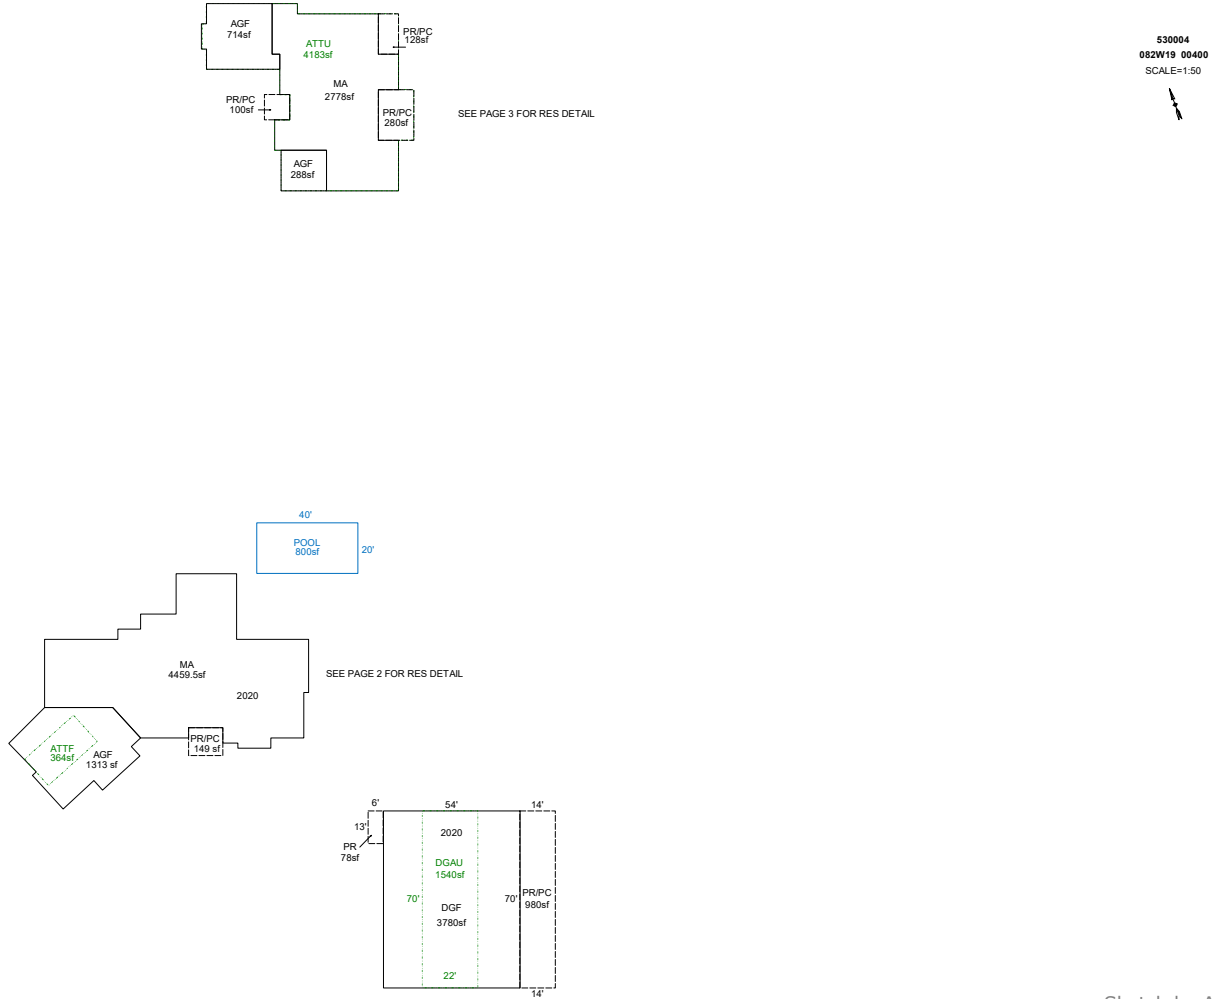 530004
082W19 00400
SCALE=1:50
AGF
714sf
ATTU
4183sf
PR/PC
128sf
MA
2778sf
PR/PC
100sf
PR/PC
280sf
SEE PAGE 3 FOR RES DETAIL
AGF
288sf
40'
POOL
800sf
20'
MA
4459.5sf
SEE PAGE 2 FOR RES DETAIL
2020
PR/PC
149 sf
ATTF
364sf
AGF
1313 sf
6'
54'
14'
13'
2020
PR
78sf
DGAU
1540sf
70'
70'
PR/PC
980sf
DGF
3780sf
22'
14'